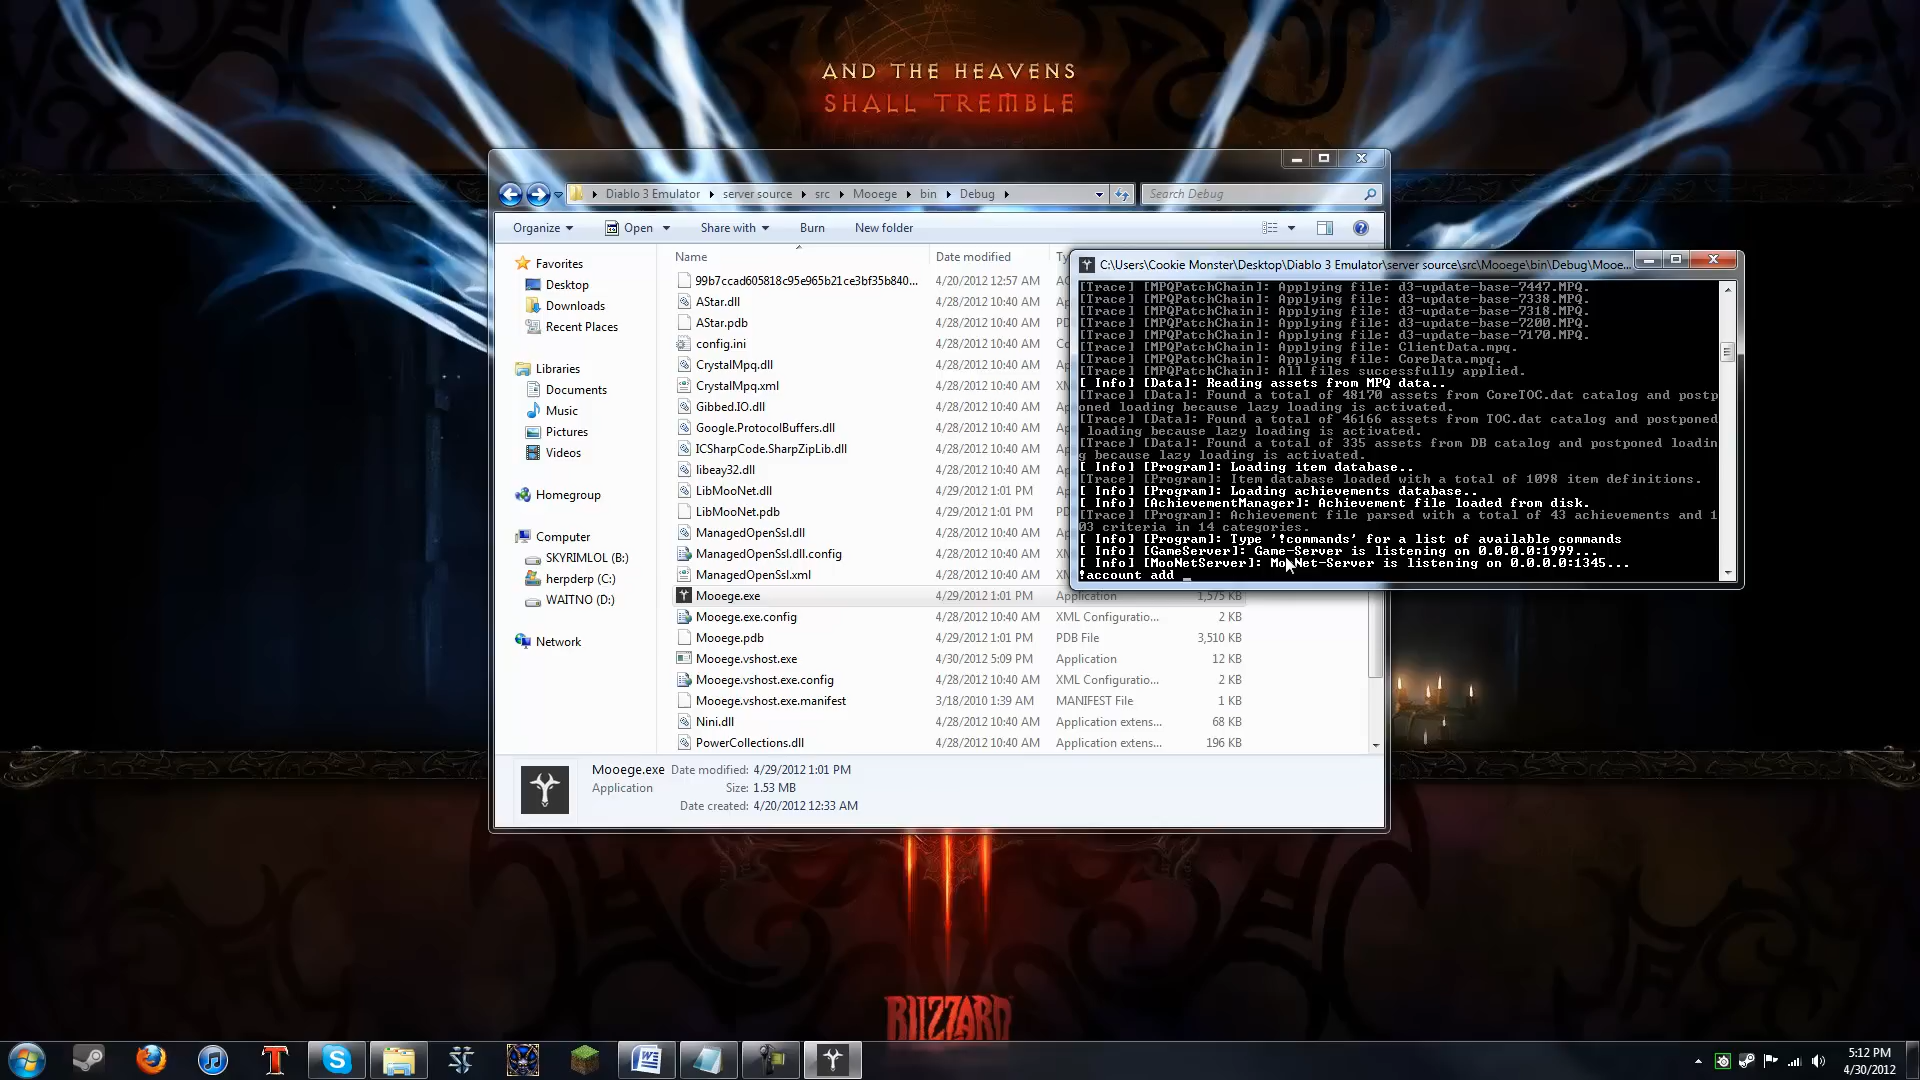 AND THE HEAVENS
SHALL TREMBLE
Diablo 3 Emulator
server source
src
Mooege
bin
Debug
Search Debug
Organize
Open
Share with
Burn
New folder
Favorites
Desktop
Downloads
Recent Places
Libraries
Documents
Music
Pictures
Videos
Homegroup
Computer
SKYRIMLOL (B:)
herpderp (C:)
WAITNO (D:)
Network
Name Date modified Ty
99b7ccad605818c95e965b21ce3bf35b840... 4/20/2012 12:57 AM AC
AStar.dll 4/28/2012 10:40 AM
AStar.pdb 4/28/2012 10:40 AM PD
config.ini 4/28/2012 10:40 AM Co
CrystalMpq.dll 4/28/2012 10:40 AM
CrystalMpq.xml 4/28/2012 10:40 AM XM
Gibbed.IO.dll 4/28/2012 10:40 AM
Google.ProtocolBuffers.dll 4/28/2012 10:40 AM
ICSharpCode.SharpZipLib.dll 4/28/2012 10:40 AM
libeay32.dll 4/28/2012 10:40 AM
LibMooNet.dll 4/29/2012 1:01 PM
LibMooNet.pdb 4/29/2012 1:01 PM PD
ManagedOpenSsl.dll 4/28/2012 10:40 AM
ManagedOpenSsl.dll.config 4/28/2012 10:40 AM XM
ManagedOpenSsl.xml 4/28/2012 10:40 AM XM
Mooege.exe 4/29/2012 1:01 PM Application 1,575 KB
Mooege.exe.config 4/28/2012 10:40 AM XML Configuratio... 2 KB
Mooege.pdb 4/29/2012 1:01 PM PDB File 3,510 KB
Mooege.vshost.exe 4/30/2012 5:09 PM Application 12 KB
Mooege.vshost.exe.config 4/28/2012 10:40 AM XML Configuratio... 2 KB
Mooege.vshost.exe.manifest 3/18/2010 1:39 AM MANIFEST File 1 KB
Nini.dll 4/28/2012 10:40 AM Application extens... 68 KB
PowerCollections.dll 4/28/2012 10:40 AM Application extens... 196 KB
Mooege.exe Date modified: 4/29/2012 1:01 PM
Application Size: 1.53 MB
Date created: 4/20/2012 12:33 AM
C:\Users\Cookie Monster\Desktop\Diablo 3 Emulator\server source\src\Mooege\bin\Debug\Mooe...
[Trace] [MPQPatchChain]: Applying file: d3-update-base-7447.MPQ.
[Trace] [MPQPatchChain]: Applying file: d3-update-base-7338.MPQ.
[Trace] [MPQPatchChain]: Applying file: d3-update-base-7318.MPQ.
[Trace] [MPQPatchChain]: Applying file: d3-update-base-7200.MPQ.
[Trace] [MPQPatchChain]: Applying file: d3-update-base-7170.MPQ.
[Trace] [MPQPatchChain]: Applying file: ClientData.mpq.
[Trace] [MPQPatchChain]: Applying file: CoreData.mpq.
[Trace] [MPQPatchChain]: All files successfully applied.
[ Info] [Data]: Reading assets from MPQ data..
[Trace] [Data]: Found a total of 48170 assets from CoreTOC.dat catalog and postp
oned loading because lazy loading is activated.
[Trace] [Data]: Found a total of 46166 assets from TOC.dat catalog and postponed
loading because lazy loading is activated.
[Trace] [Data]: Found a total of 335 assets from DB catalog and postponed loadin
g because lazy loading is activated.
[ Info] [Program]: Loading item database..
[Trace] [Program]: Item database loaded with a total of 1098 item definitions.
[ Info] [Program]: Loading achievements database..
[ Info] [AchievementManager]: Achievement file loaded from disk.
[Trace] [Program]: Achievement file parsed with a total of 43 achievements and 1
03 criteria in 14 categories.
[ Info] [Program]: Type '!commands' for a list of available commands
[ Info] [GameServer]: Game-Server is listening on 0.0.0.0:1999...
[ Info] [MooNetServer]: MooNet-Server is listening on 0.0.0.0:1345...
!account add _
BLIZZARD
5:12 PM
4/30/2012